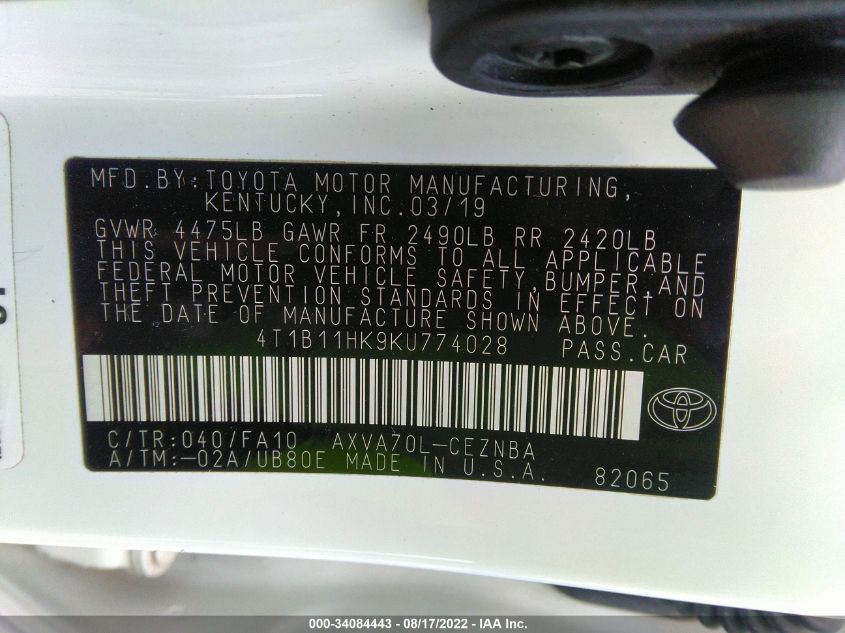 MFD.BY:TOYOTA MOTOR MANUFACTURING,
KENTUCKY,INC.03/19
GVWR 4475LB GAWR FR 2490LB RR 2420LB
THIS VEHICLE CONFORMS TO ALL APPLICABLE
FEDERAL MOTOR VEHICLE SAFETY,BUMPER,AND
THEFT PREVENTION STANDARDS IN EFFECT ON
THE DATE OF MANUFACTURE SHOWN ABOVE.
4T1B11HK9KU774028 PASS.CAR
C/TR:040/FA10 AXVA70L-CEZNBA
A/TM:-02A/UB80E MADE IN U.S.A. 82065
000-34084443 - 08/17/2022 - IAA Inc.